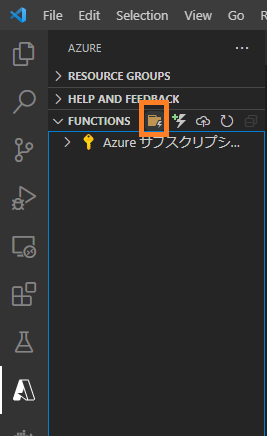 File Edit Selection View Go
AZURE
RESOURCE GROUPS
HELP AND FEEDBACK
FUNCTIONS
Azure サブスクリプシ...